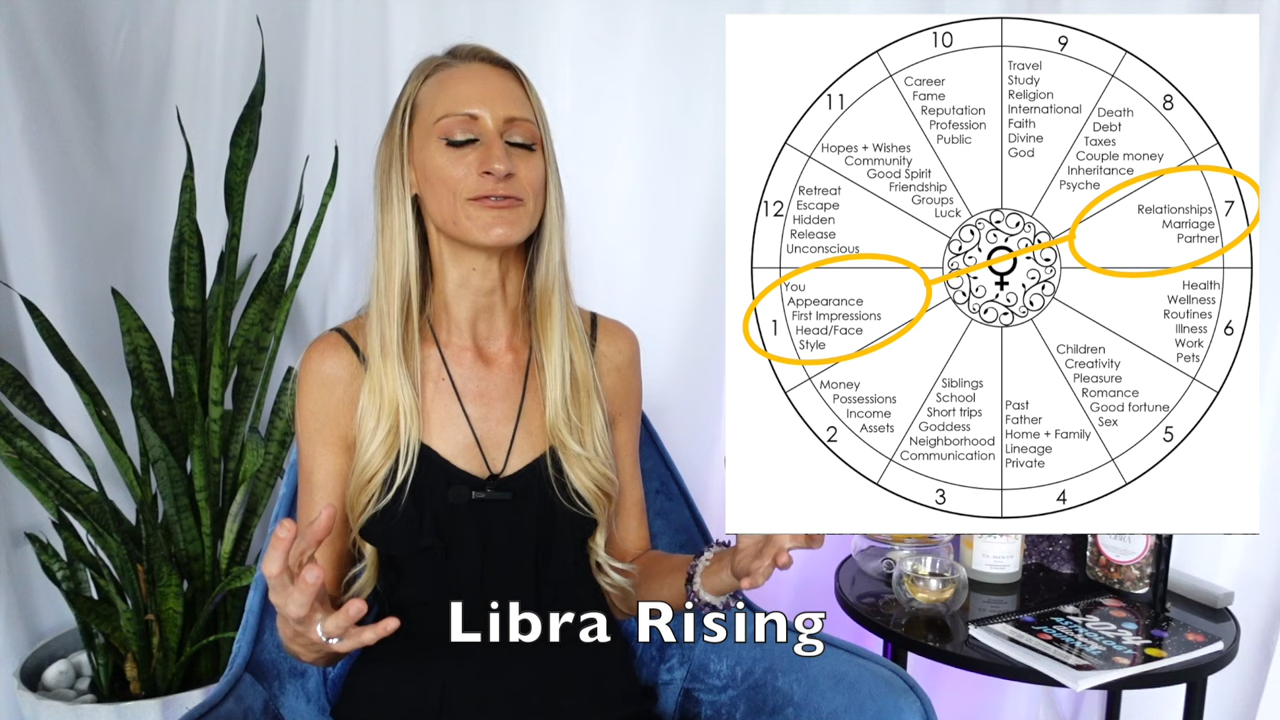 10
Career
Fame
Reputation
Profession
Public
9
Travel
Study
Religion
International
Faith
Divine
God
8
Death
Debt
Taxes
Couple money
Inheritance
Psyche
11
Hopes + Wishes
Community
Good Spirit
Friendship
Groups
Luck
12
Retreat
Escape
Hidden
Release
Unconscious
7
Relationships
Marriage
Partner
1
You
Appearance
First Impressions
Head/Face
Style
6
Health
Wellness
Routines
Illness
Work
Pets
2
Money
Possessions
Income
Assets
3
Siblings
School
Short trips
Goddess
Neighborhood
Communication
4
Past
Father
Home + Family
Lineage
Private
5
Children
Creativity
Pleasure
Romance
Good fortune
Sex
Libra Rising
2024
ASTROLOGY